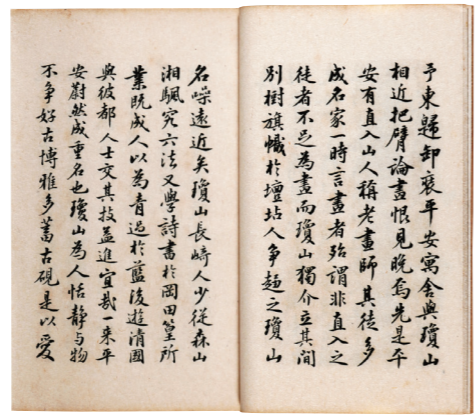 予東歸卸裝平安寓舍與瓊山
相近把臂論畫恨見晚焉先是平
安有直入山人稱老畫師其徒多
成名家一時言畫者殆謂非直入之
徒者不足為畫而瓊山獨介立其間
別樹旗幟於壇坫人爭趨之瓊山
名噪遠近矣瓊山長崎人少從森山
湘颿究六法又學詩書於岡田篁所
業既成人以為青過於藍後遊清國
與彼都人士交其技益進宜哉一來平
安蔚然成重名也瓊山為人恬静与物
不争好古博雅多蓄古硯是以愛